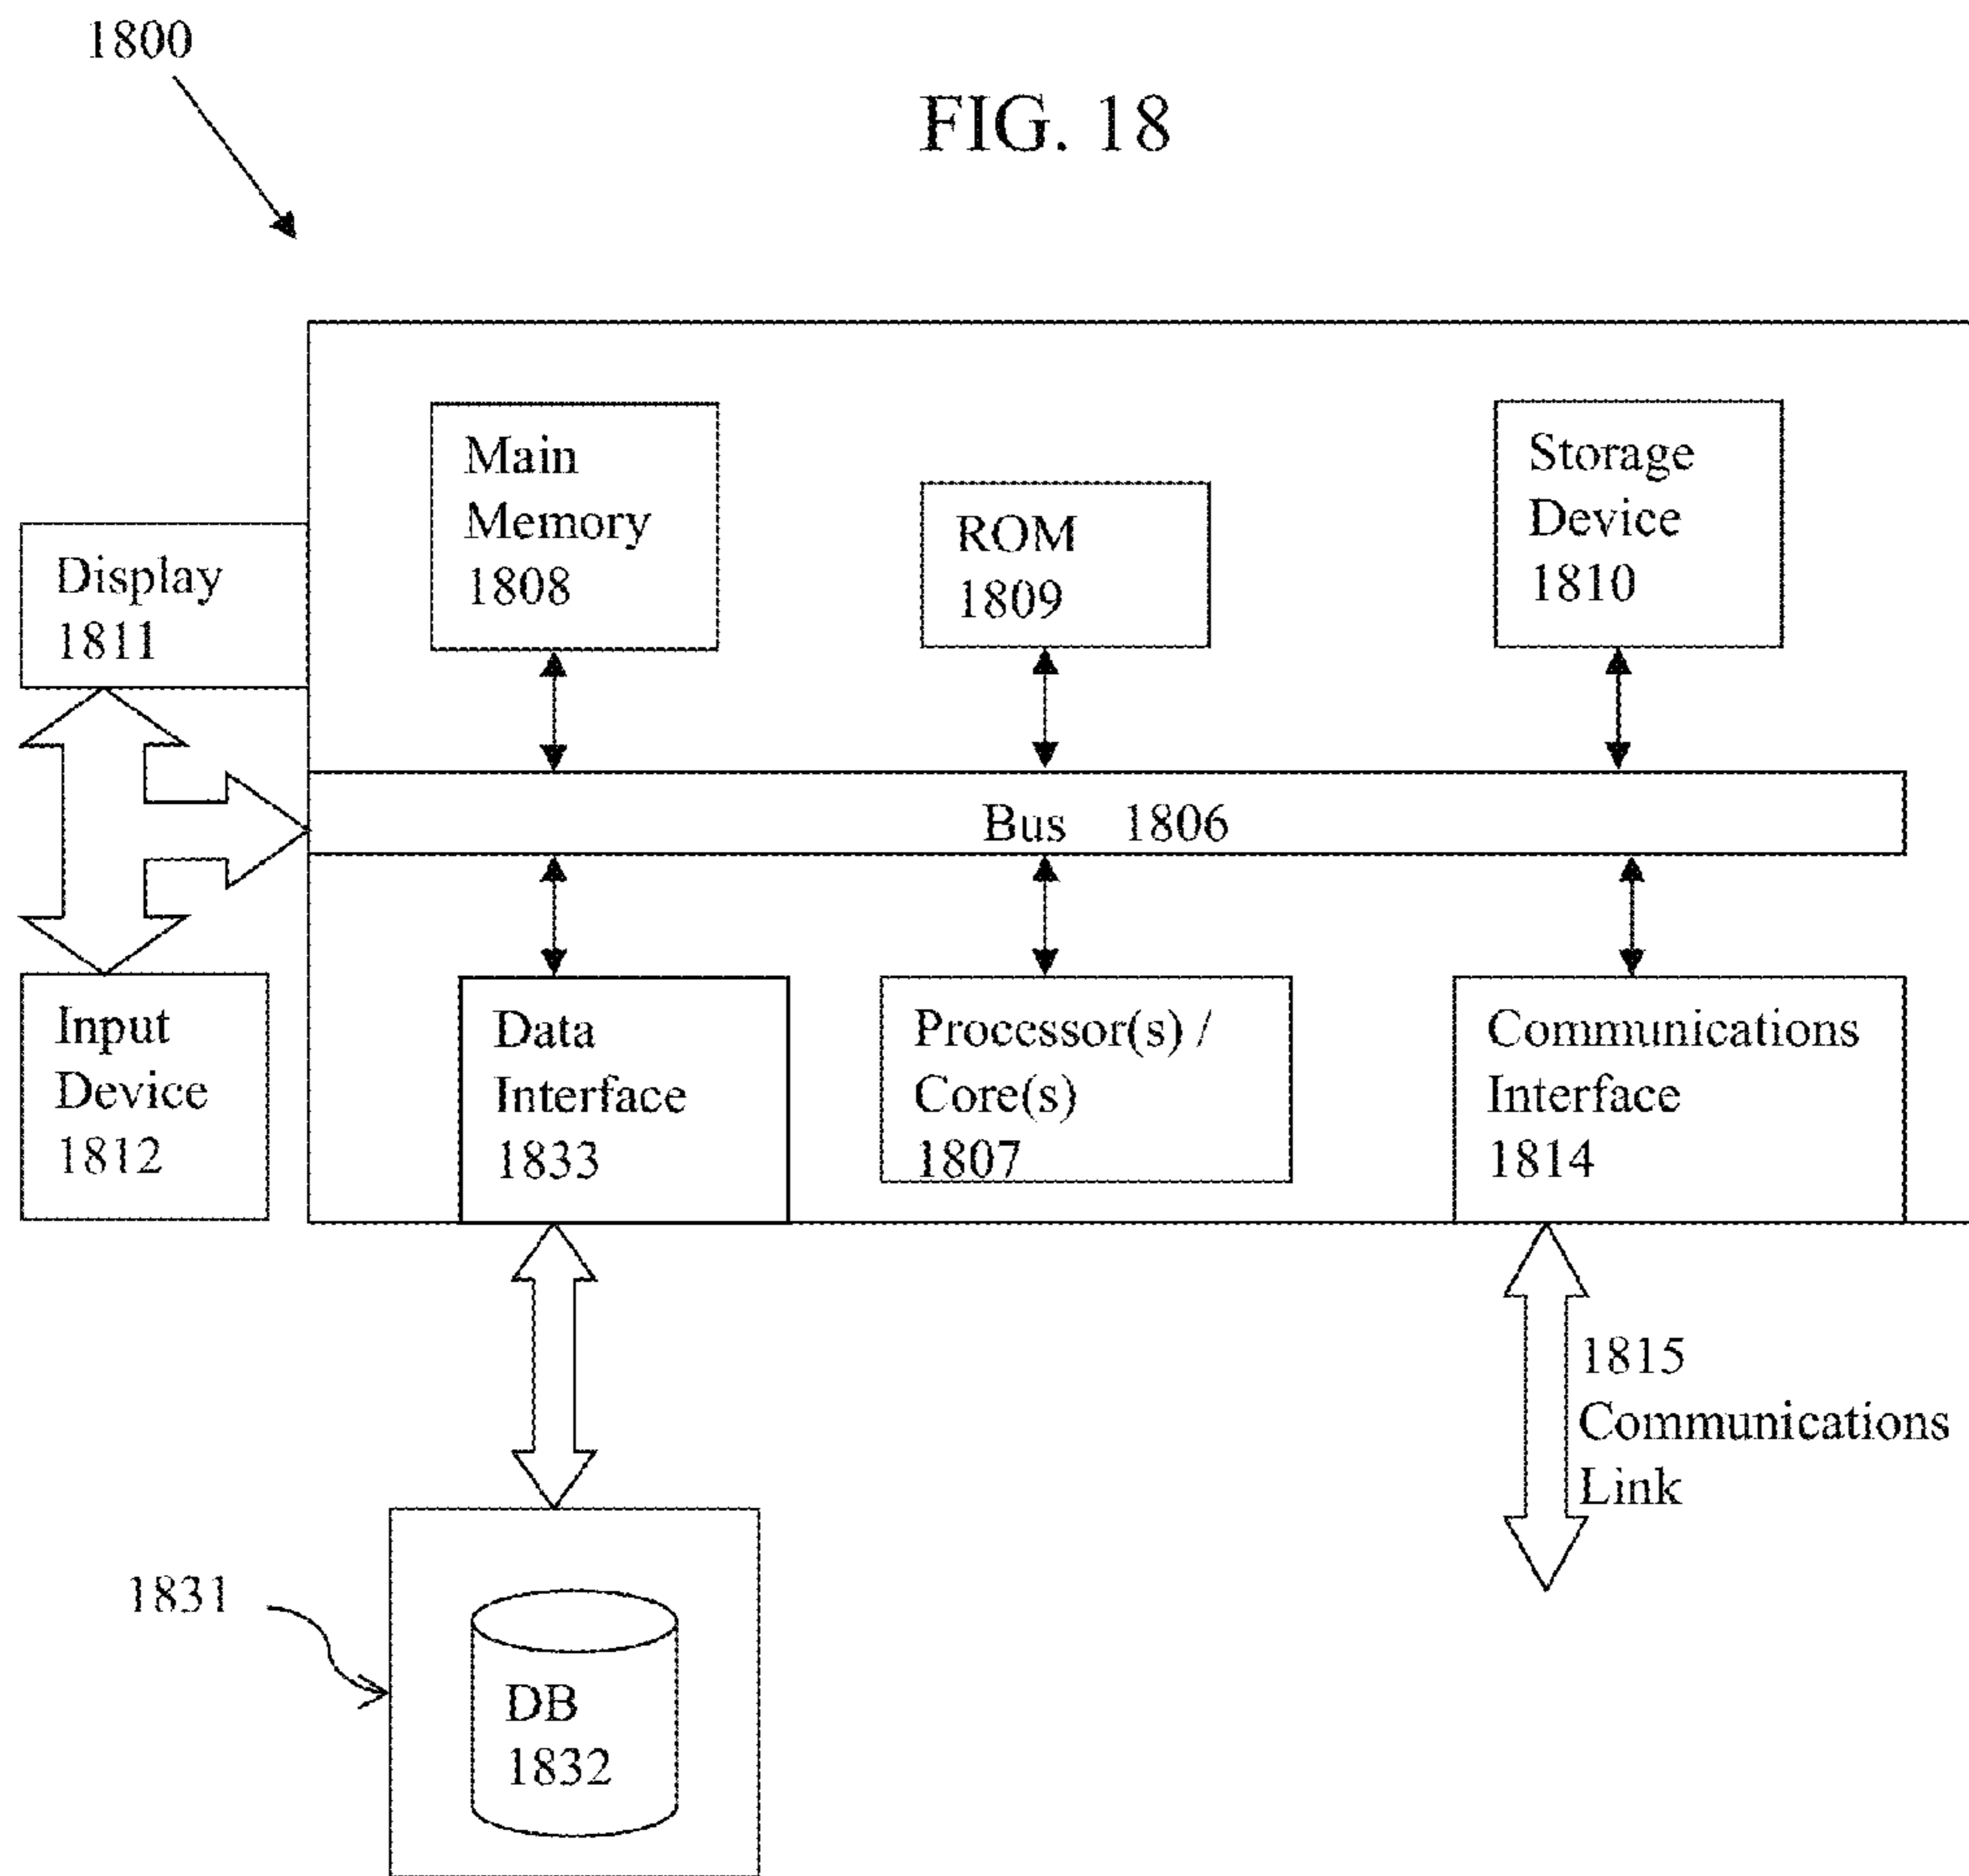 1800
FIG. 18
Main
Memory
1808
ROM
1809
Storage
Device
1810
Display
1811
Bus 1806
Input
Device
1812
Data
Interface
1833
Processor(s) /
Core(s)
1807
Communications
Interface
1814
1815
Communications
Link
1831
DB
1832